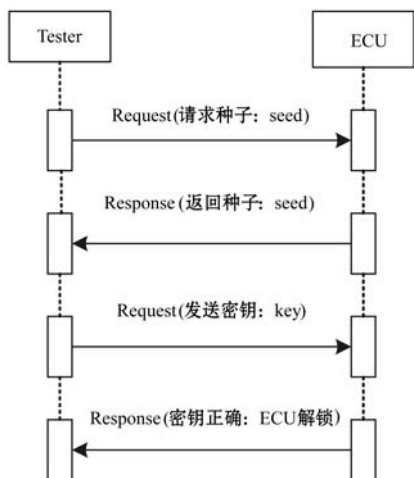 Tester
ECU
Request(请求种子：seed)
Response(返回种子：seed)
Request(发送密钥：key)
Response(密钥正确：ECU解锁)